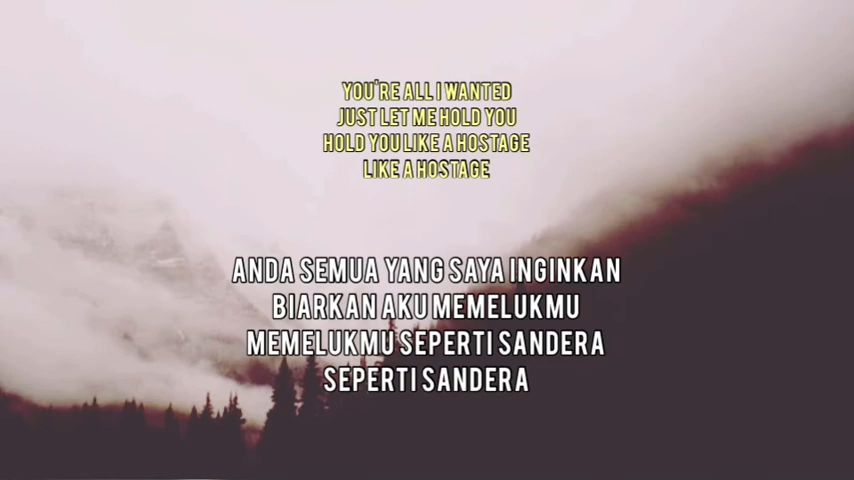 YOU'RE ALL I WANTED
JUST LET ME HOLD YOU
HOLD YOU LIKE A HOSTAGE
LIKE A HOSTAGE
ANDA SEMUA YANG SAYA INGINKAN
BIARKAN AKU MEMELUKMU
MEMELUKMU SEPERTI SANDERA
SEPERTI SANDERA